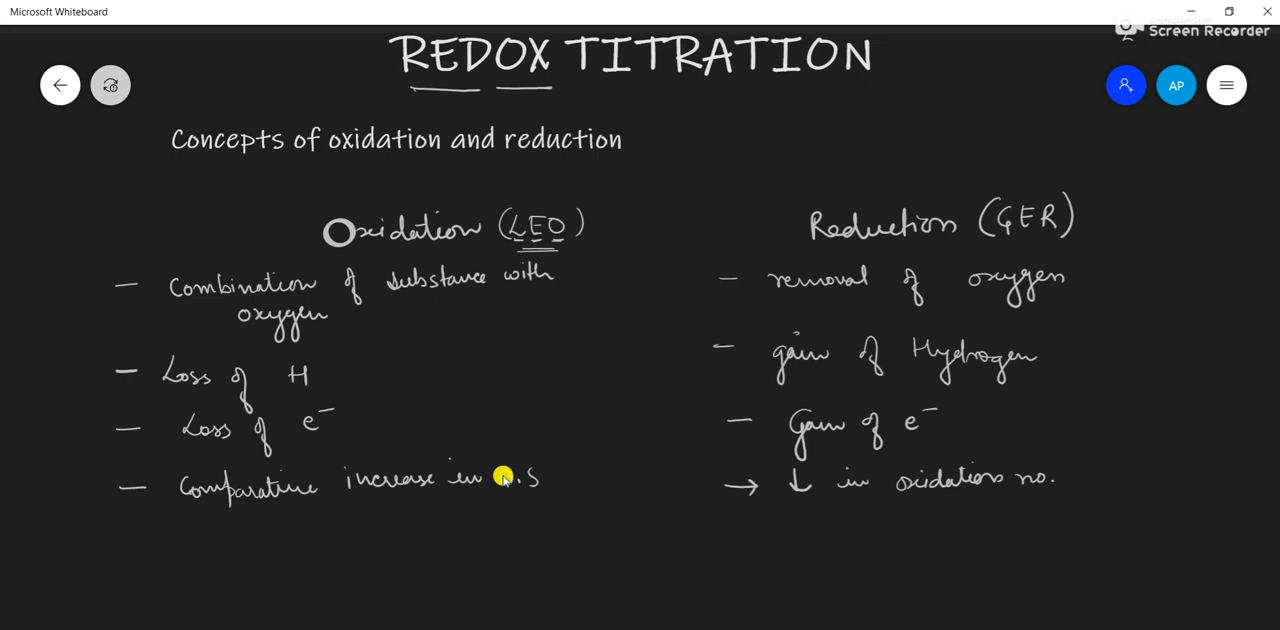 Microsoft Whiteboard
Screen Recorder
REDOX TITRATION
AP
Concepts of oxidation and reduction
Oxidation (LEO)
- Combination of substance with
oxygen
- Loss of H
- Loss of e⁻
- Comparative increase in .S
Reduction (GER)
- removal of oxygen
- gain of Hydrogen
- Gain of e⁻
→ ↓ in oxidation no.